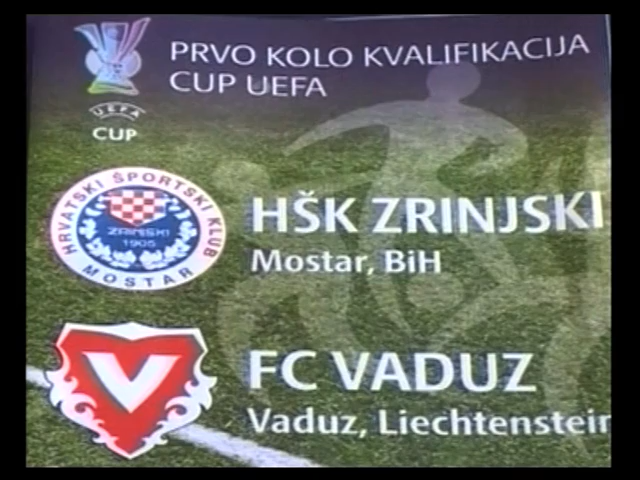 PRVO KOLO KVALIFIKACIJA
CUP UEFA
UEFA
CUP
HRVATSKI ŠPORTSKI KLUB
ZRINJSKI
1905
MOSTAR
HŠK ZRINJSKI
Mostar, BiH
V
FC VADUZ
Vaduz, Liechtenstein